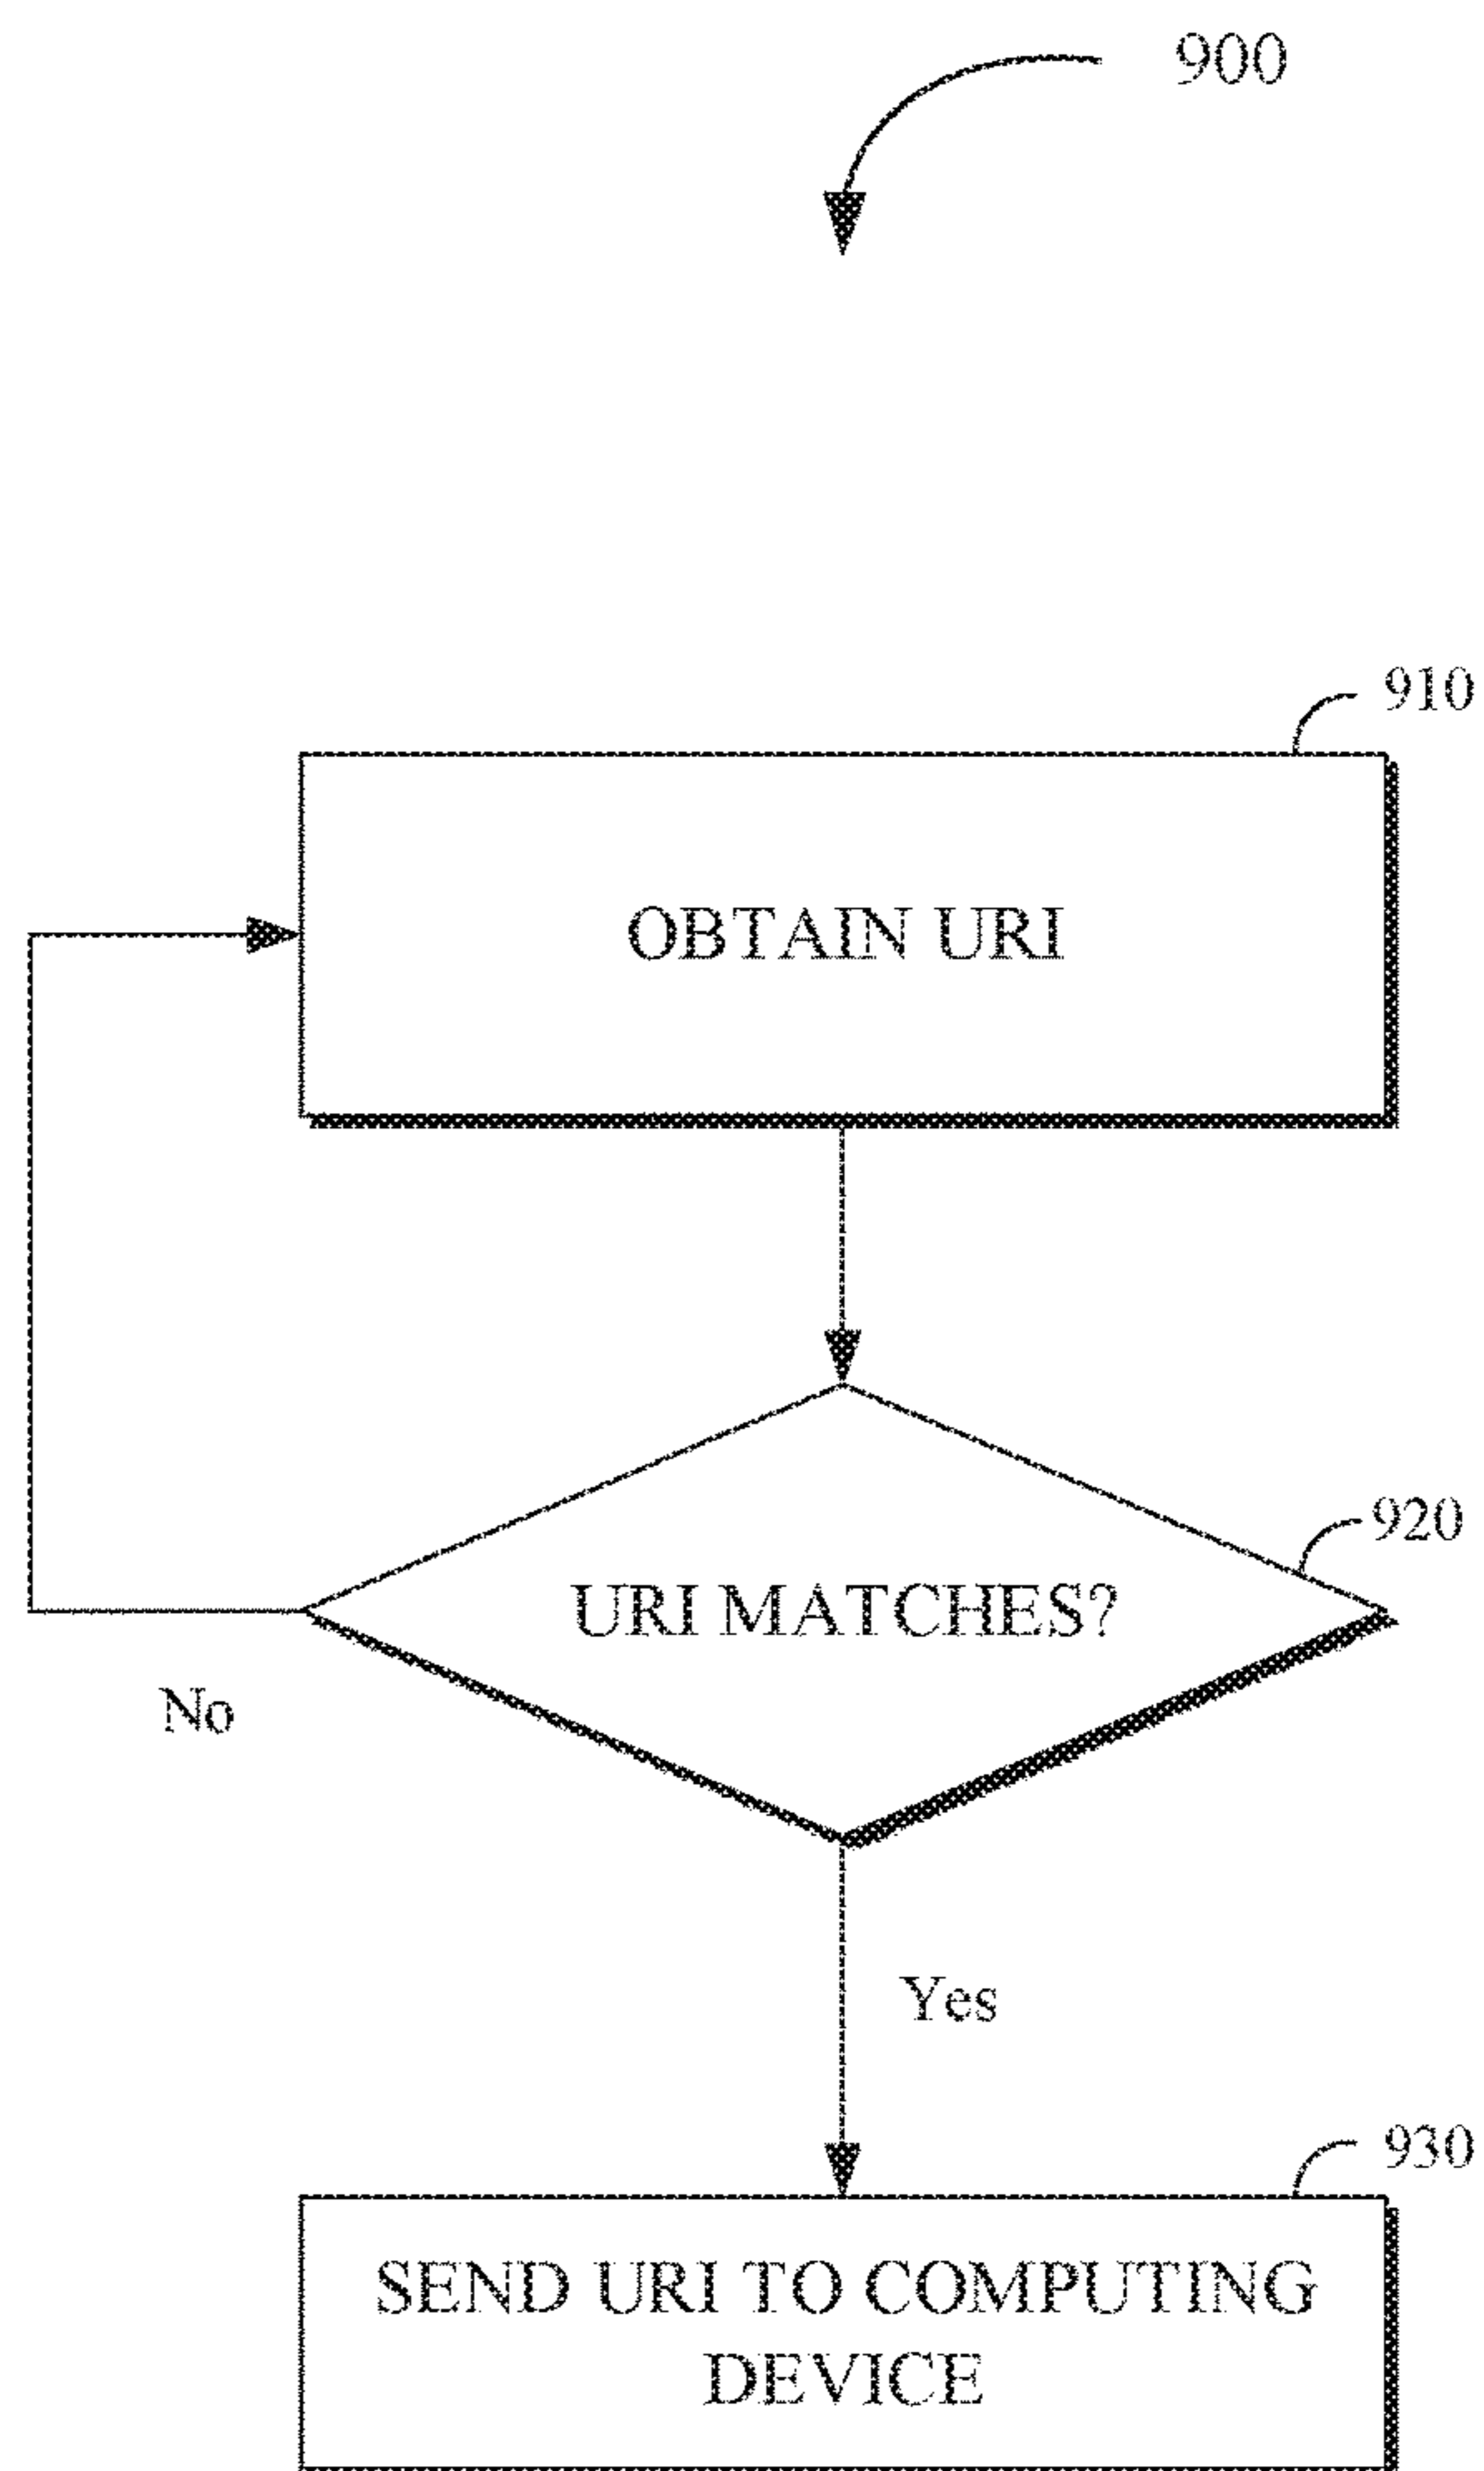 900
910
OBTAIN URI
920
URI MATCHES?
No
Yes
930
SEND URI TO COMPUTING
DEVICE